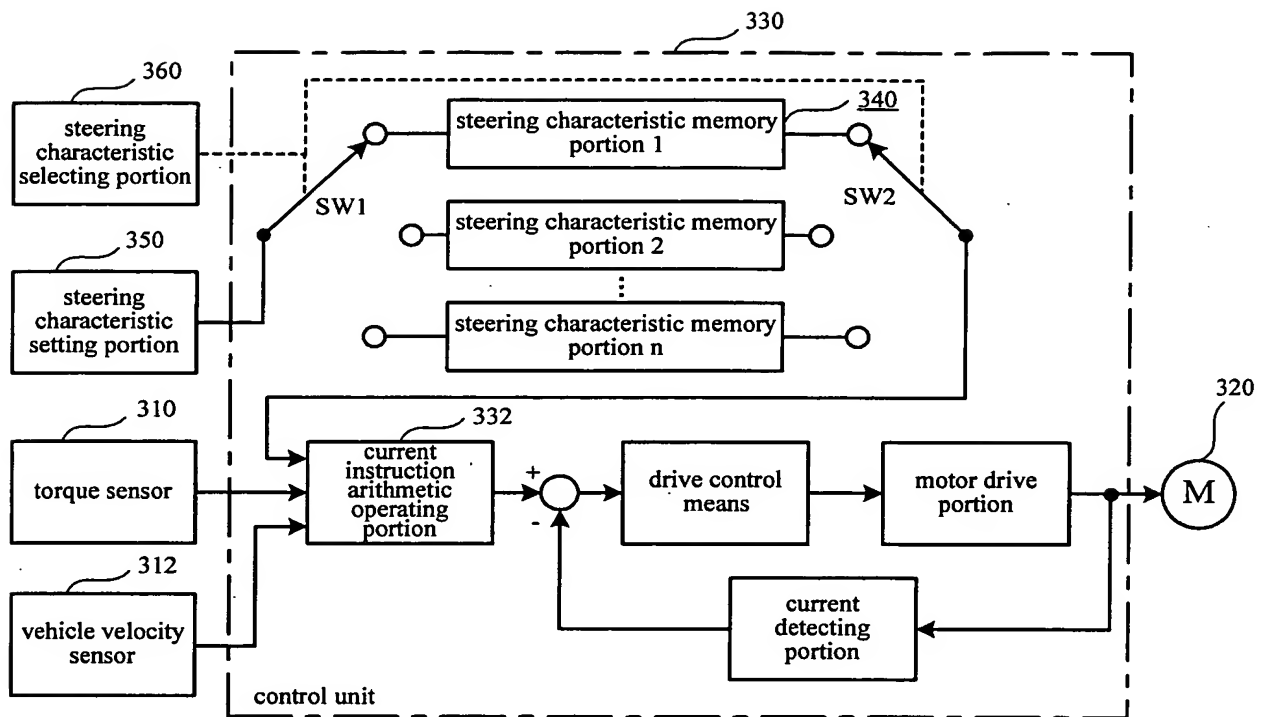 330
360
steering
characteristic
selecting portion
340
steering characteristic memory
portion 1
SW1
SW2
steering characteristic memory
portion 2
350
steering
characteristic
setting portion
steering characteristic memory
portion n
310
torque sensor
332
current
instruction
arithmetic
operating
portion
+
-
drive control
means
motor drive
portion
320
M
312
vehicle velocity
sensor
current
detecting
portion
control unit